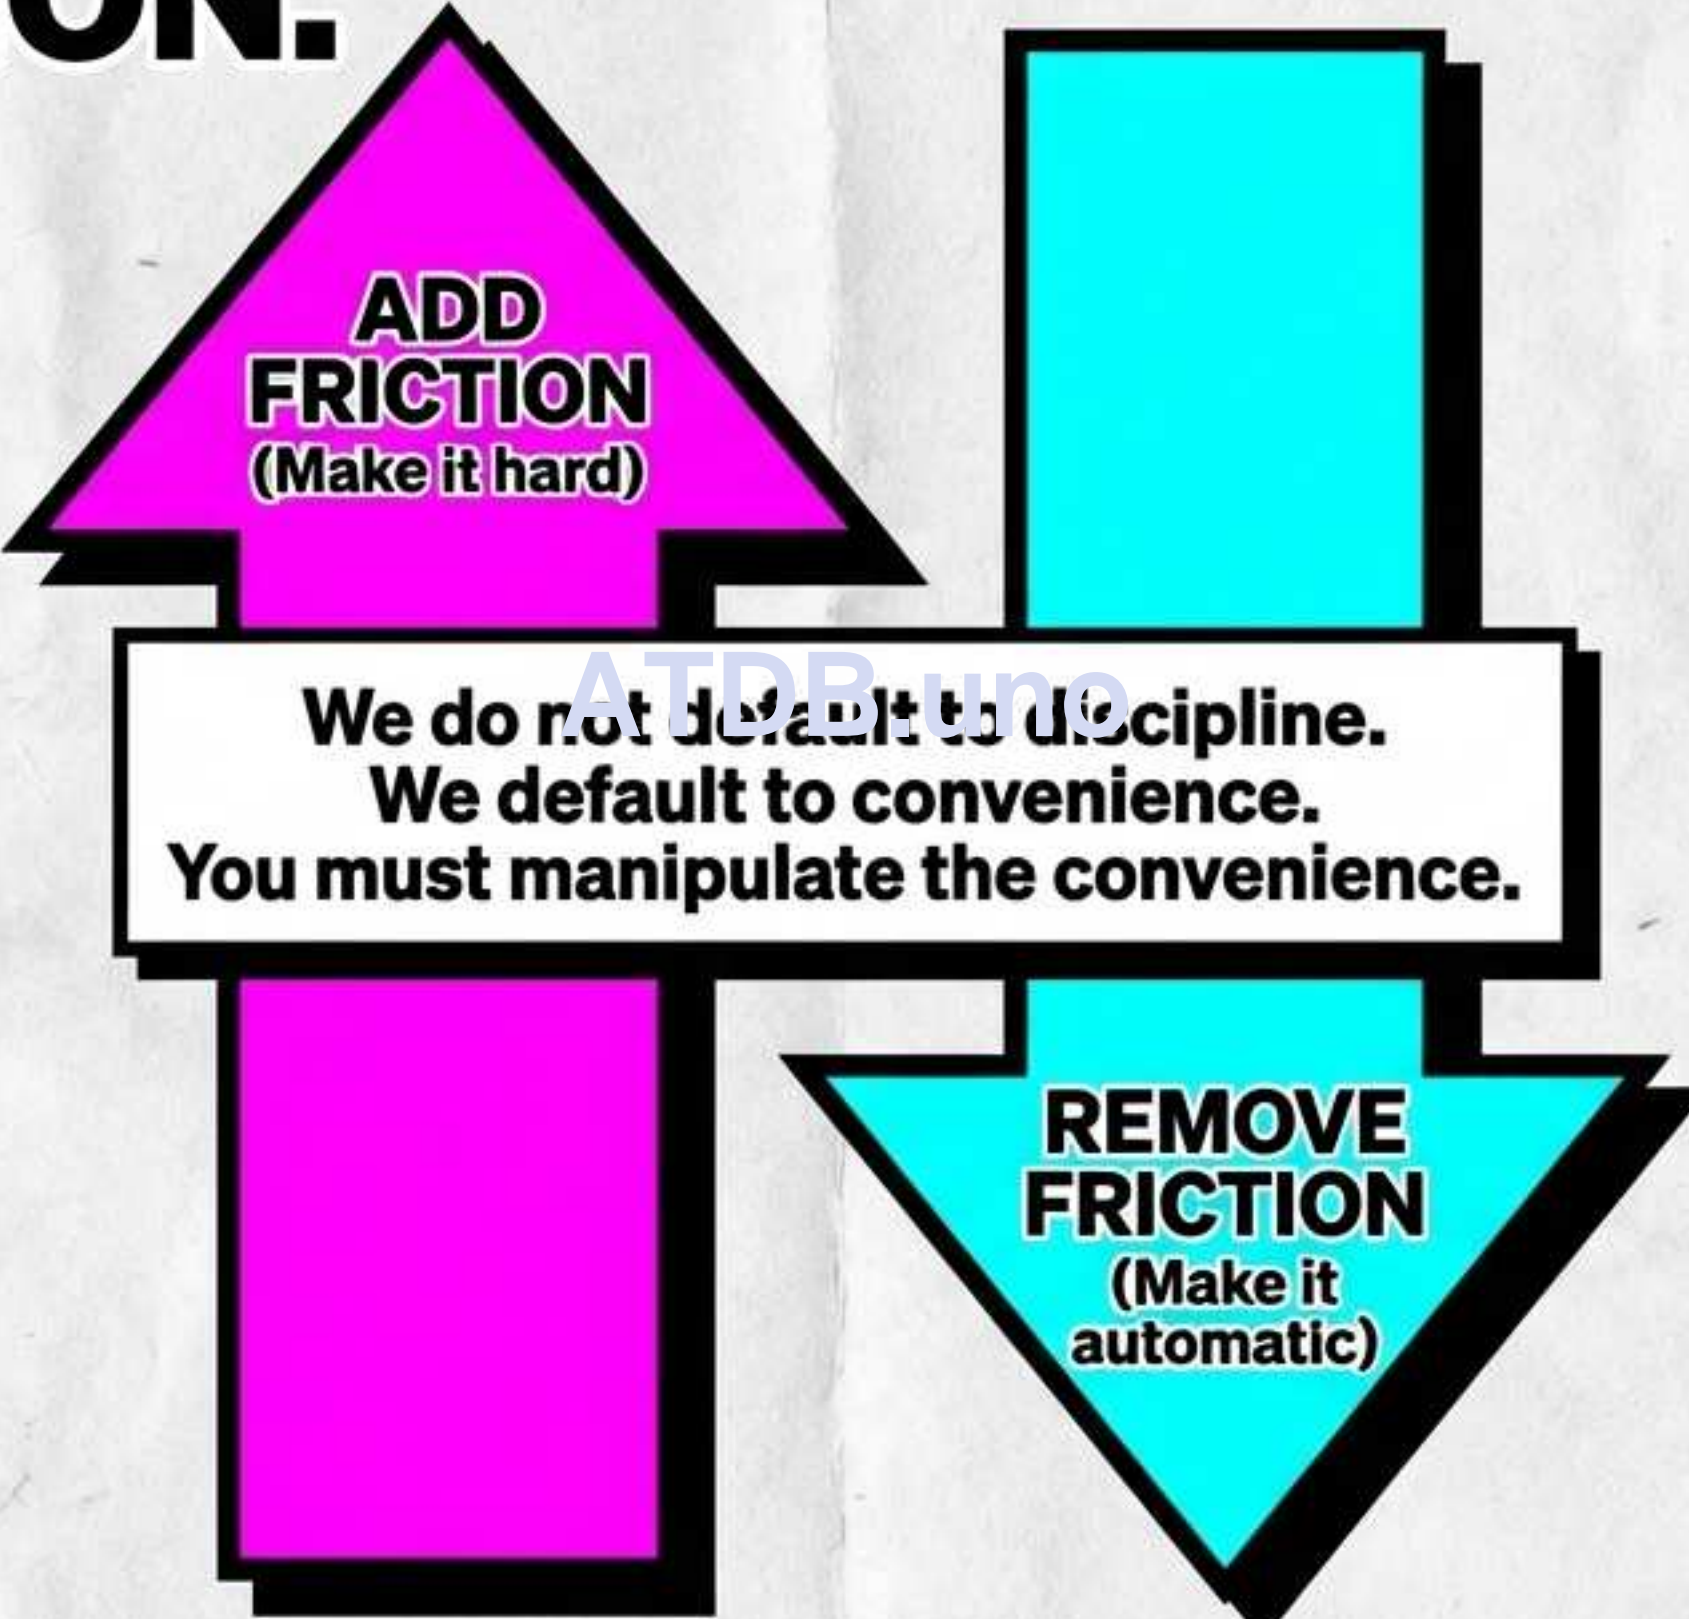 ON.
ADD
FRICTION
(Make it hard)
ATDB.uno
We do not default to discipline.
We default to convenience.
You must manipulate the convenience.
REMOVE
FRICTION
(Make it
automatic)